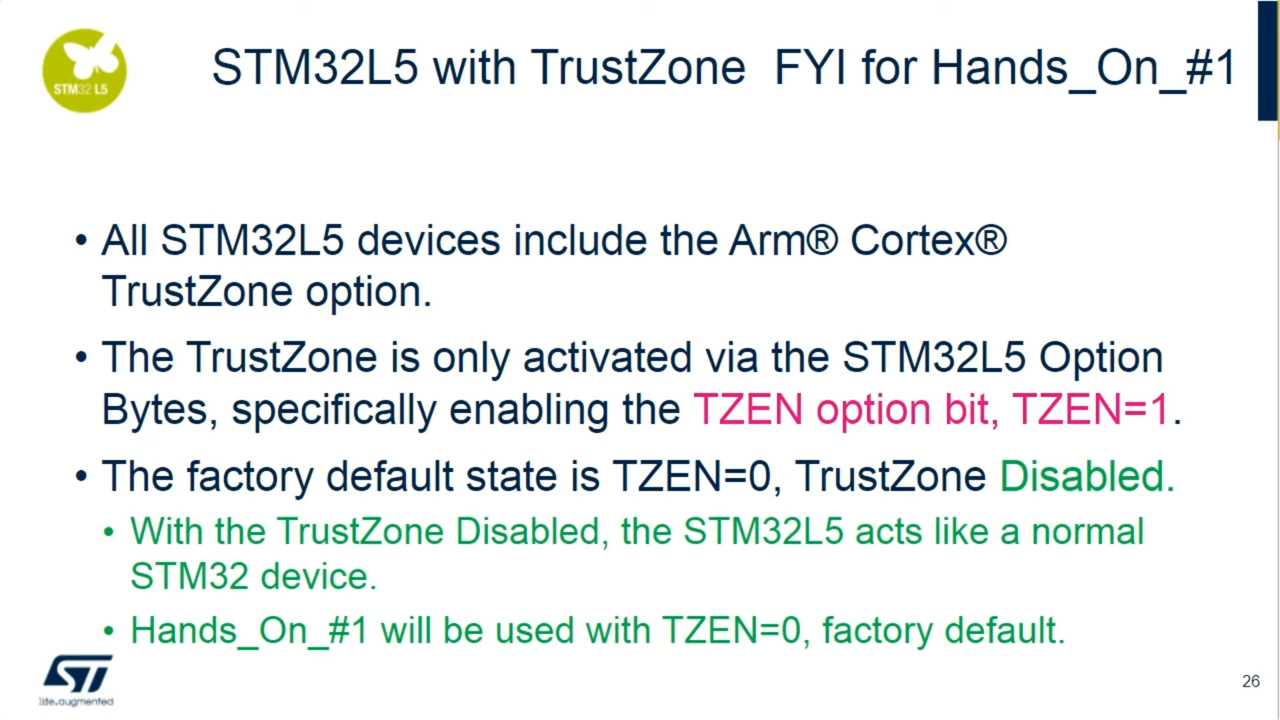 STM32 L5
STM32L5 with TrustZone FYI for Hands_On_#1
• All STM32L5 devices include the Arm® Cortex®
TrustZone option.
• The TrustZone is only activated via the STM32L5 Option
Bytes, specifically enabling the TZEN option bit, TZEN=1.
• The factory default state is TZEN=0, TrustZone Disabled.
• With the TrustZone Disabled, the STM32L5 acts like a normal
STM32 device.
• Hands_On_#1 will be used with TZEN=0, factory default.
ST
life.augmented
26